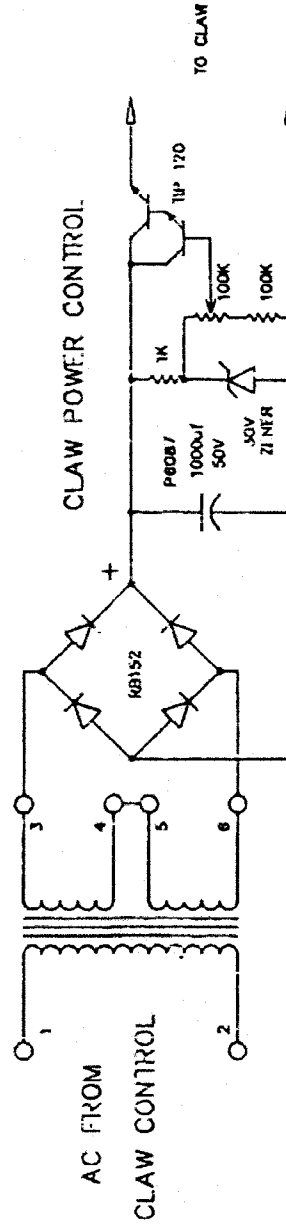 CLAW POWER CONTROL
AC FROM
CLAW CONTROL
1
2
3
4
5
6
+
RB152
1000uf
50V
1K
30V
ZENER
100K
100K
TIP 120
TO CLAW